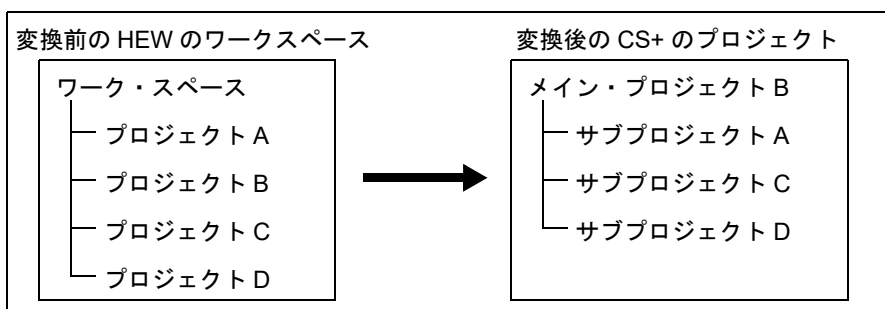 変換前の HEW のワークスペース
ワーク・スペース
プロジェクト A
プロジェクト B
プロジェクト C
プロジェクト D
変換後の CS+ のプロジェクト
メイン・プロジェクト B
サブプロジェクト A
サブプロジェクト C
サブプロジェクト D